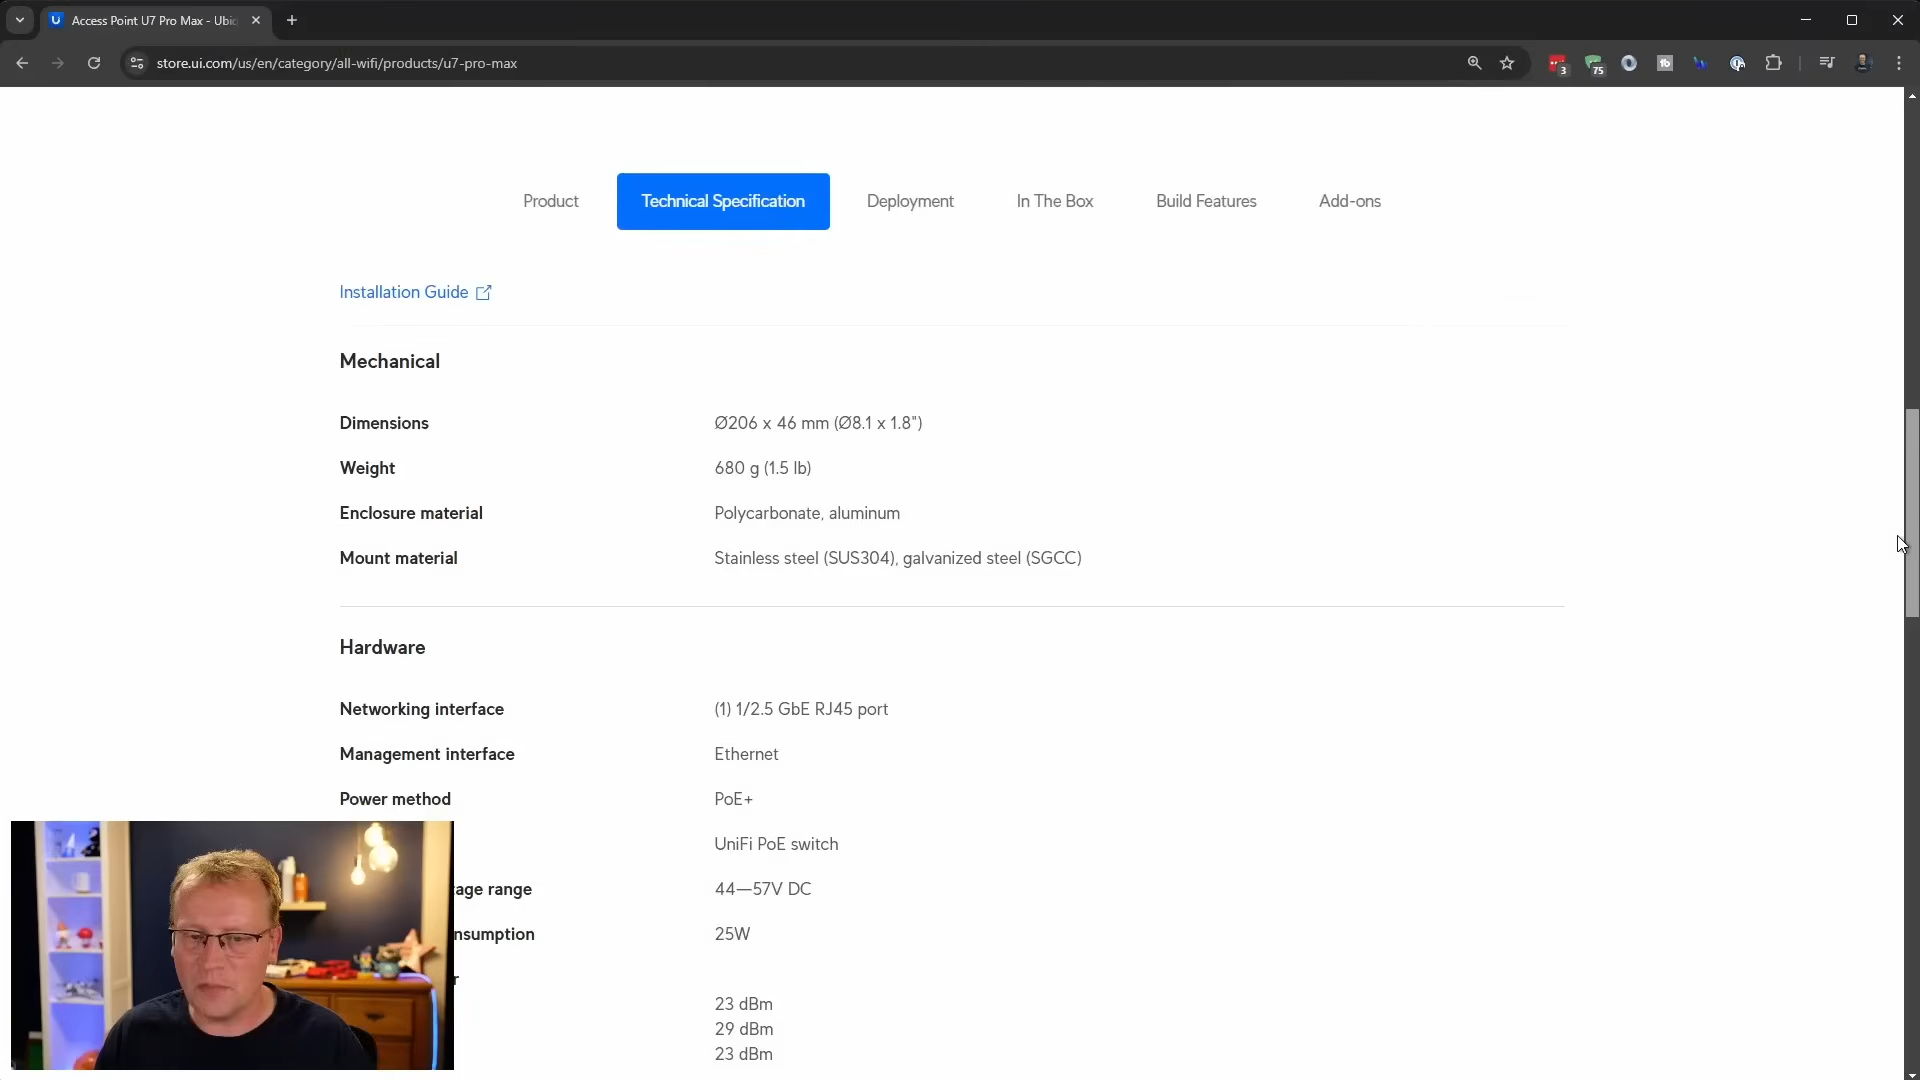 Access Point U7 Pro Max - Ubiq
store.ui.com/us/en/category/all-wifi/products/u7-pro-max
3
75
Product
Technical Specification
Deployment
In The Box
Build Features
Add-ons
Installation Guide
Mechanical
Dimensions
Ø206 x 46 mm (Ø8.1 x 1.8")
Weight
680 g (1.5 lb)
Enclosure material
Polycarbonate, aluminum
Mount material
Stainless steel (SUS304), galvanized steel (SGCC)
Hardware
Networking interface
(1) 1/2.5 GbE RJ45 port
Management interface
Ethernet
Power method
PoE+
UniFi PoE switch
age range
44—57V DC
nsumption
25W
r
23 dBm
29 dBm
23 dBm